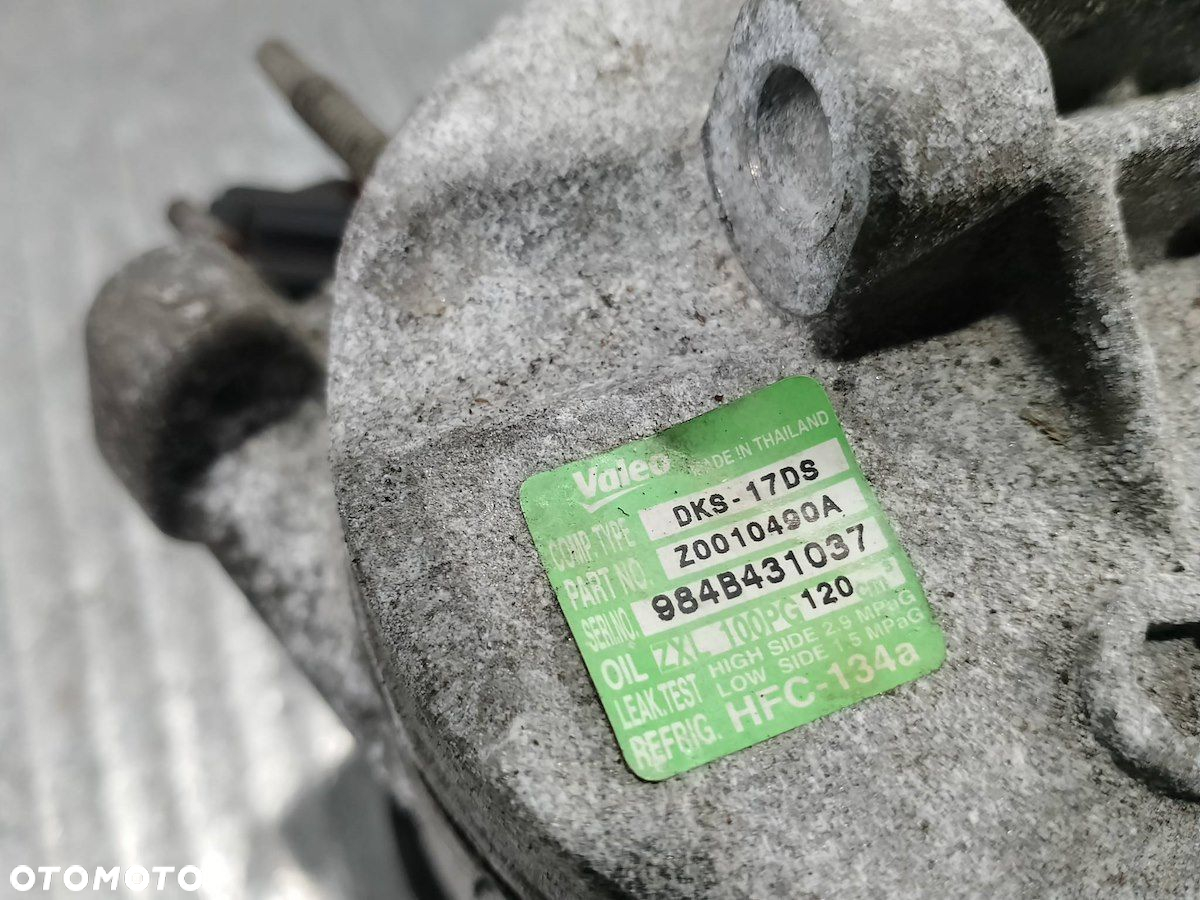 Valeo MADE IN THAILAND
COMP. TYPE DKS-17DS
PART NO. Z0010490A
SERI.NO. 984B431037
OIL ZXL 100PG 120 cm³
LEAK.TEST HIGH SIDE 2.9 MPaG
LOW SIDE 1.5 MPaG
REFRIG. HFC-134a
OTOMOTO